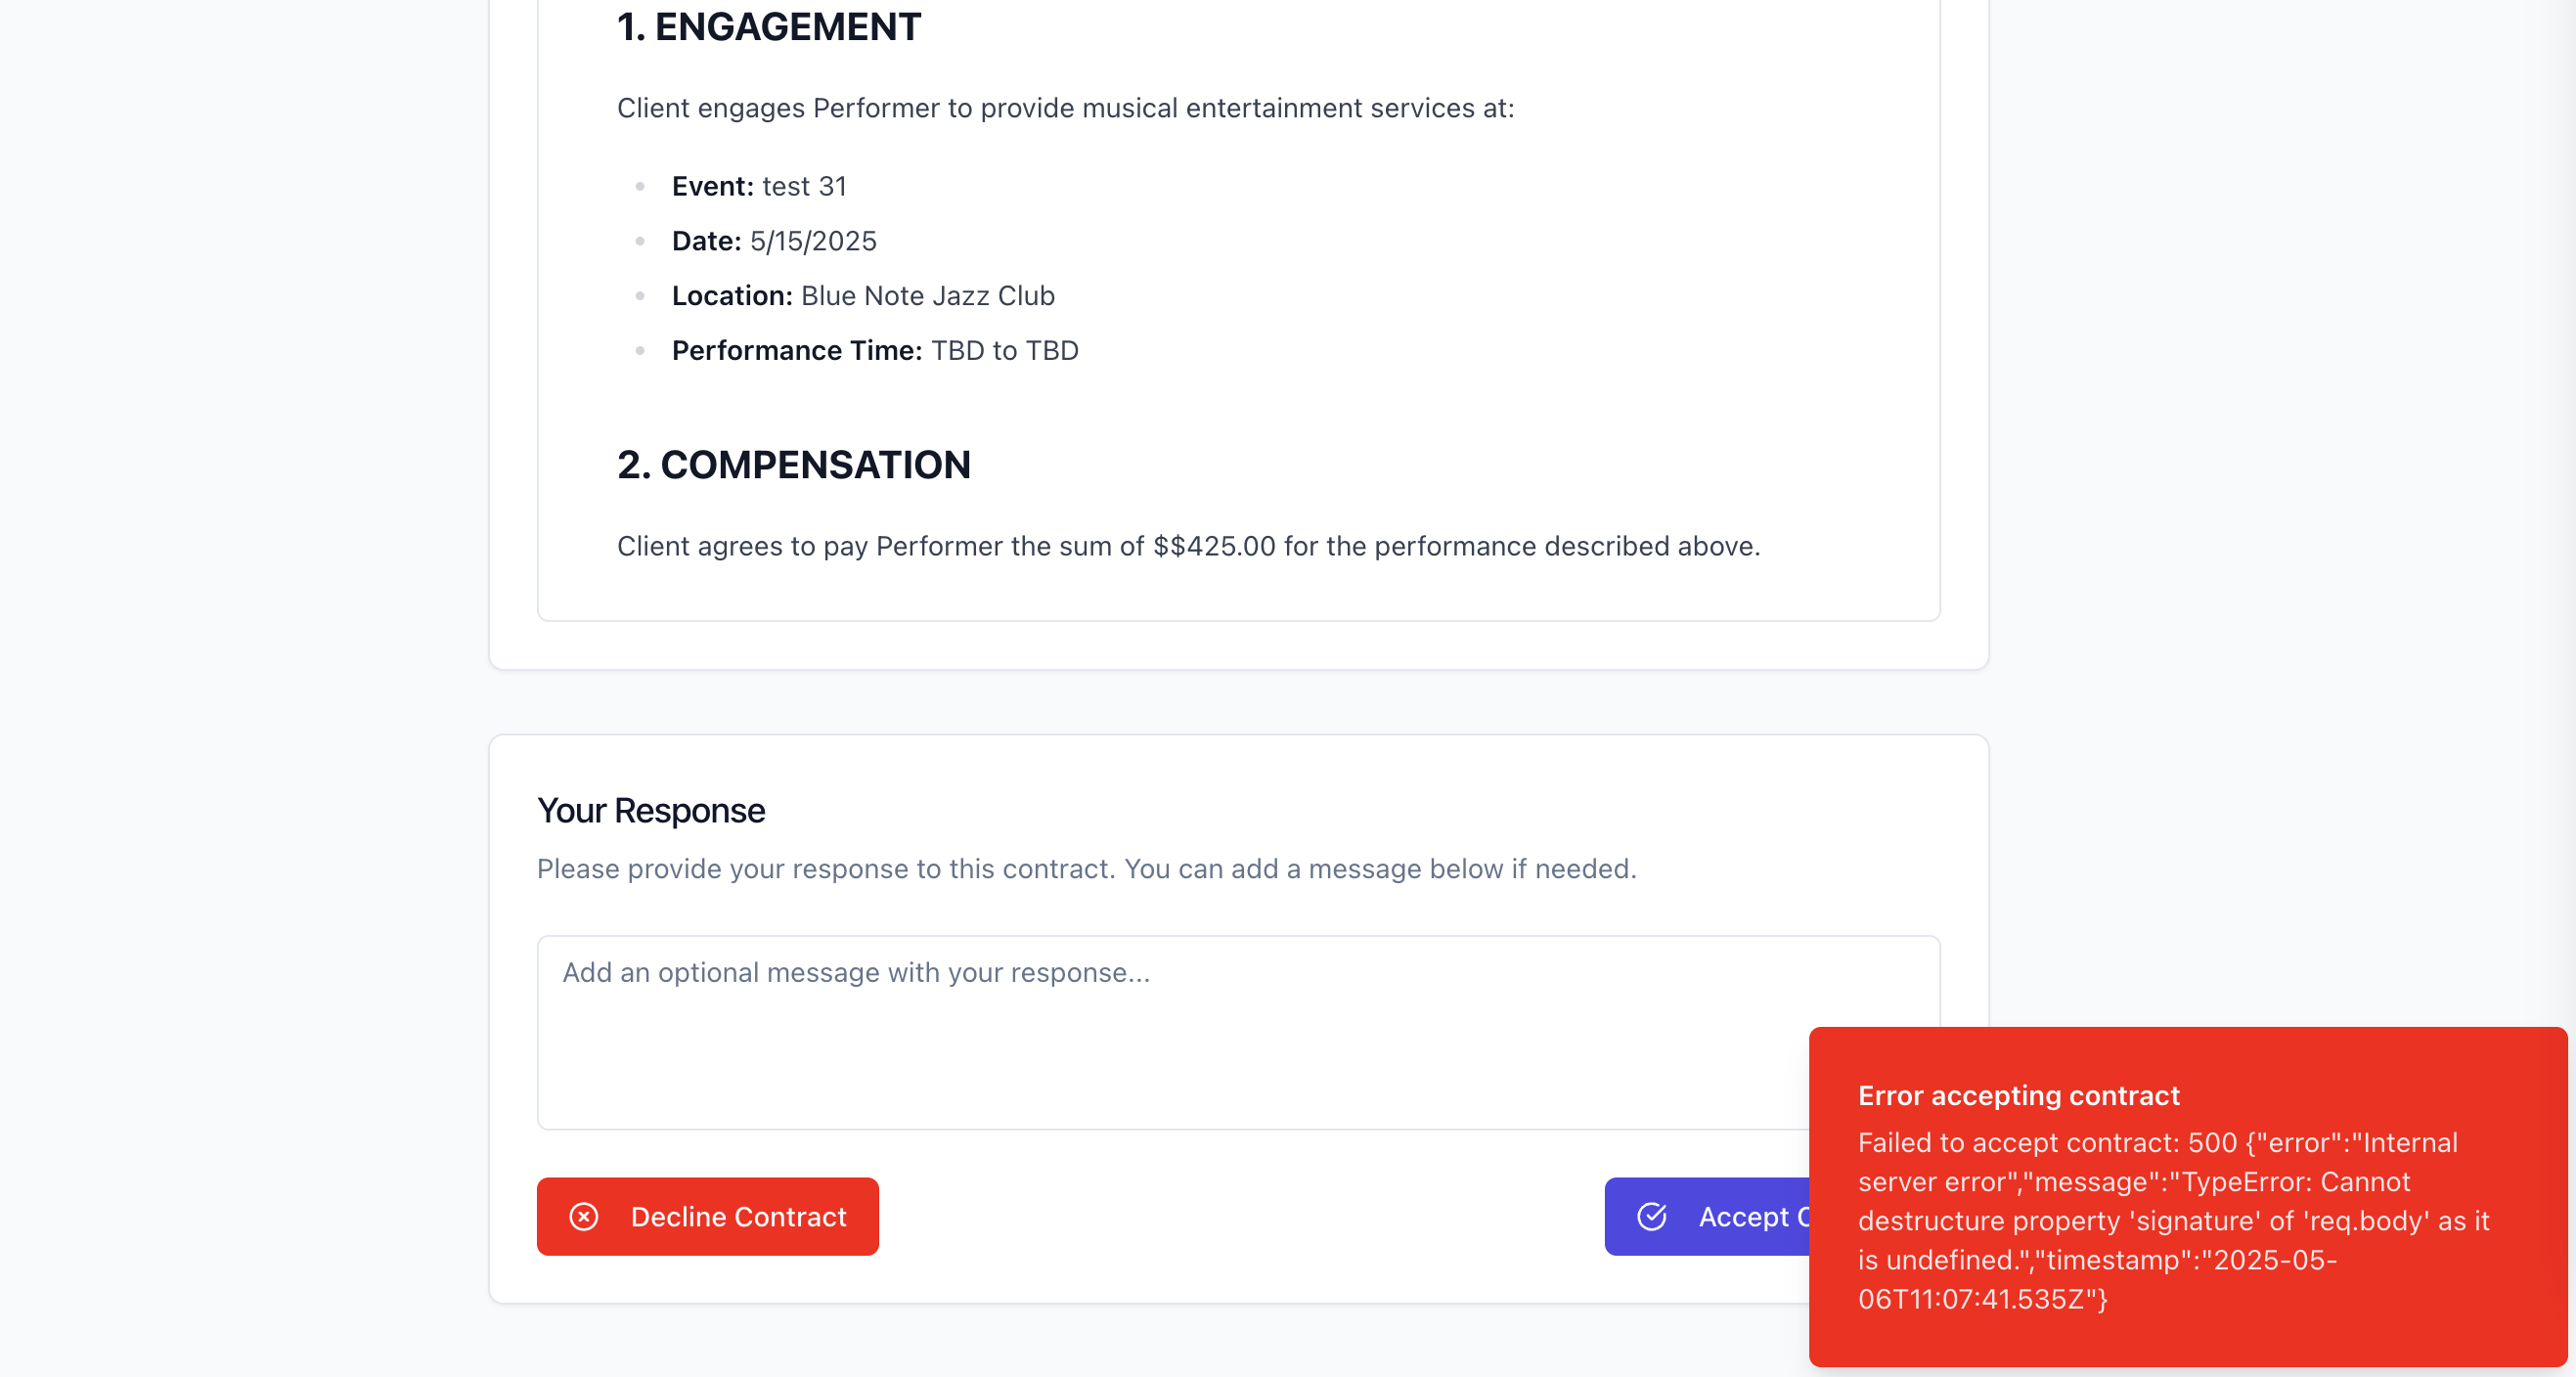 1. ENGAGEMENT
Client engages Performer to provide musical entertainment services at:
Event: test 31
Date: 5/15/2025
Location: Blue Note Jazz Club
Performance Time: TBD to TBD
2. COMPENSATION
Client agrees to pay Performer the sum of $$425.00 for the performance described above.
Your Response
Please provide your response to this contract. You can add a message below if needed.
Add an optional message with your response...
Decline Contract
Accept
Error accepting contract
Failed to accept contract: 500 {"error":"Internal
server error","message":"TypeError: Cannot
destructure property 'signature' of 'req.body' as it
is undefined.","timestamp":"2025-05-
06T11:07:41.535Z"}